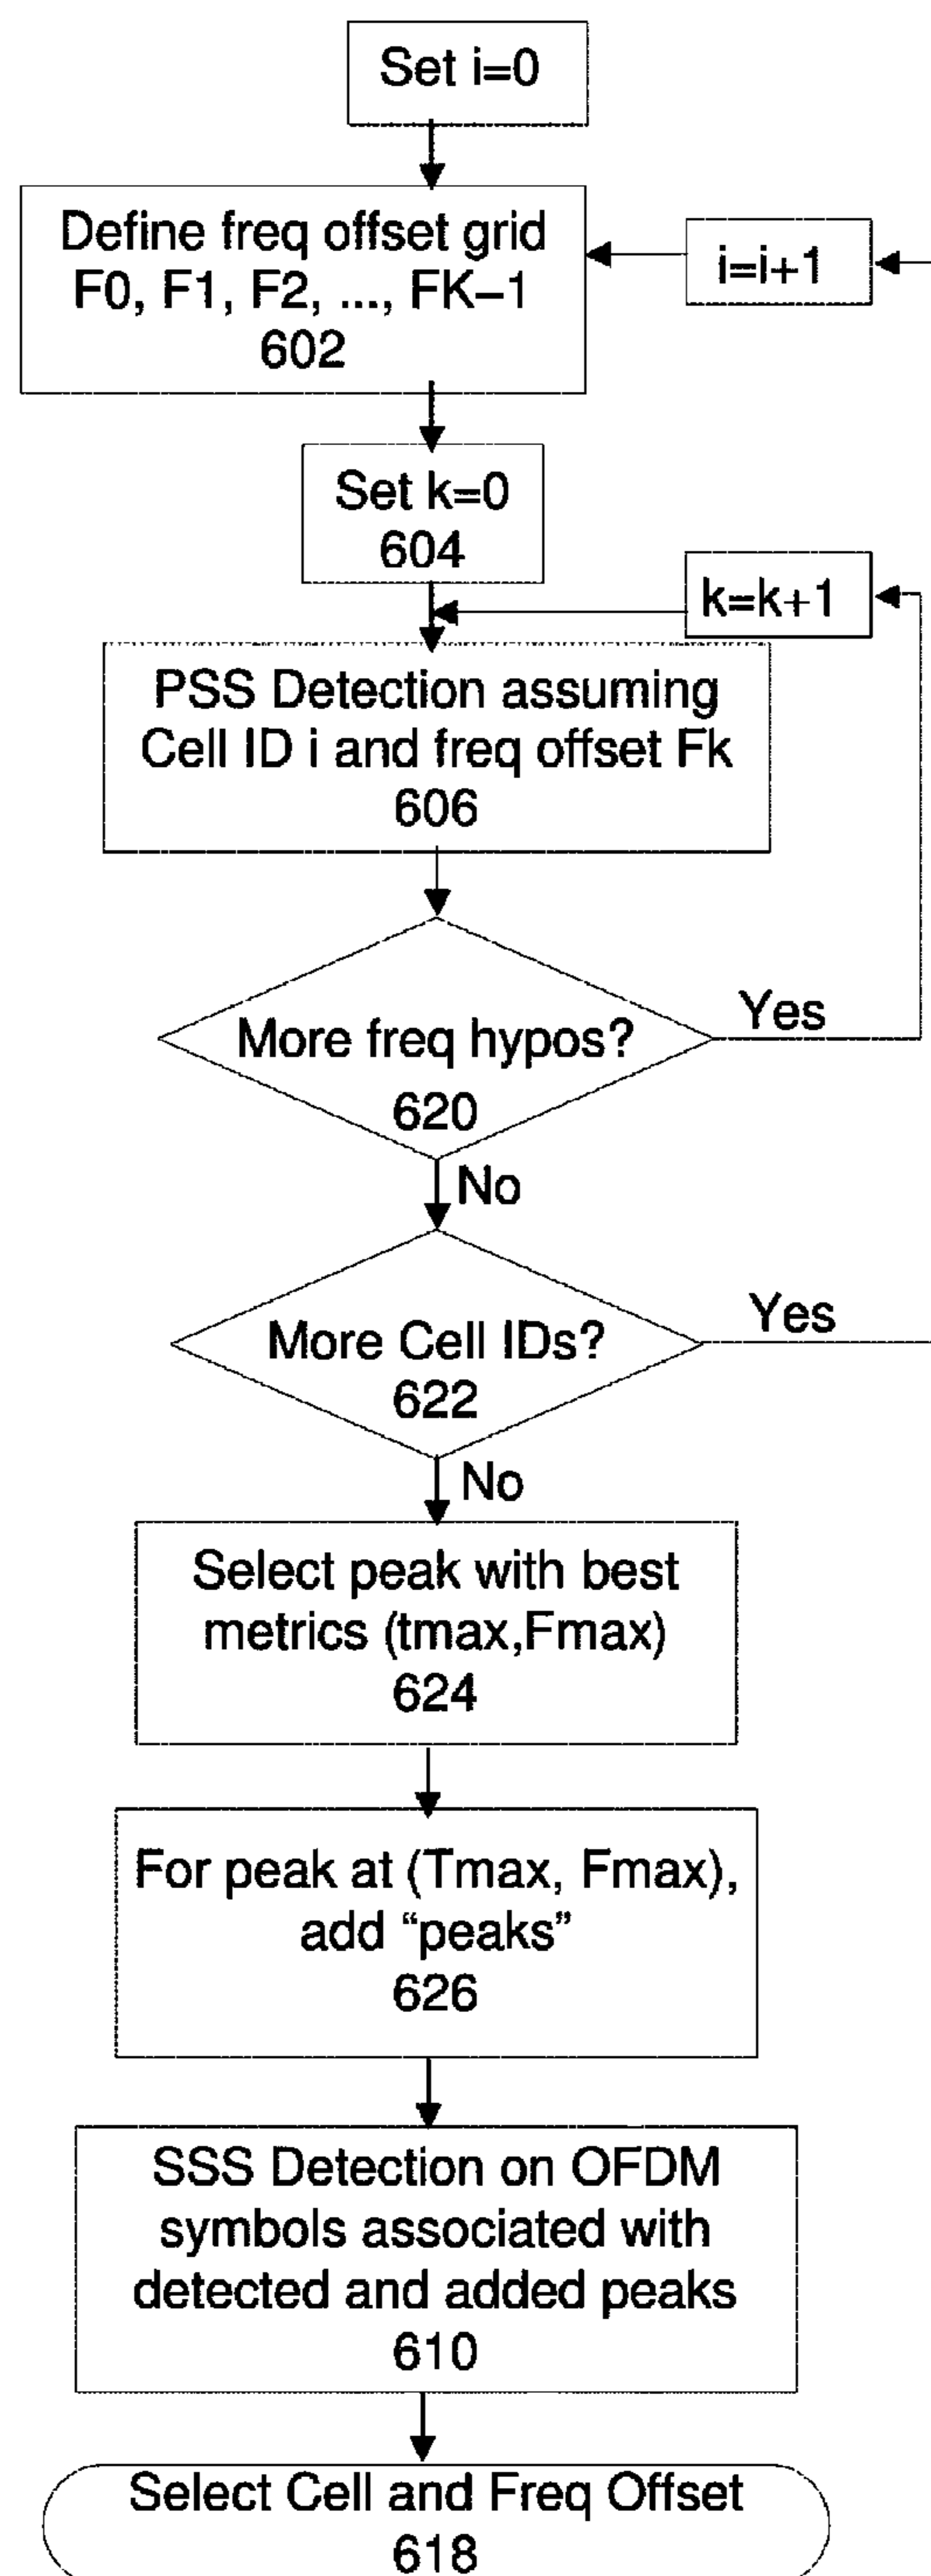 Set i=0
Define freq offset grid
F0, F1, F2, ..., FK–1
602
i=i+1
Set k=0
604
k=k+1
PSS Detection assuming
Cell ID i and freq offset Fk
606
More freq hypos?
620
Yes
No
More Cell IDs?
622
Yes
No
Select peak with best
metrics (tmax,Fmax)
624
For peak at (Tmax, Fmax),
add “peaks”
626
SSS Detection on OFDM
symbols associated with
detected and added peaks
610
Select Cell and Freq Offset
618